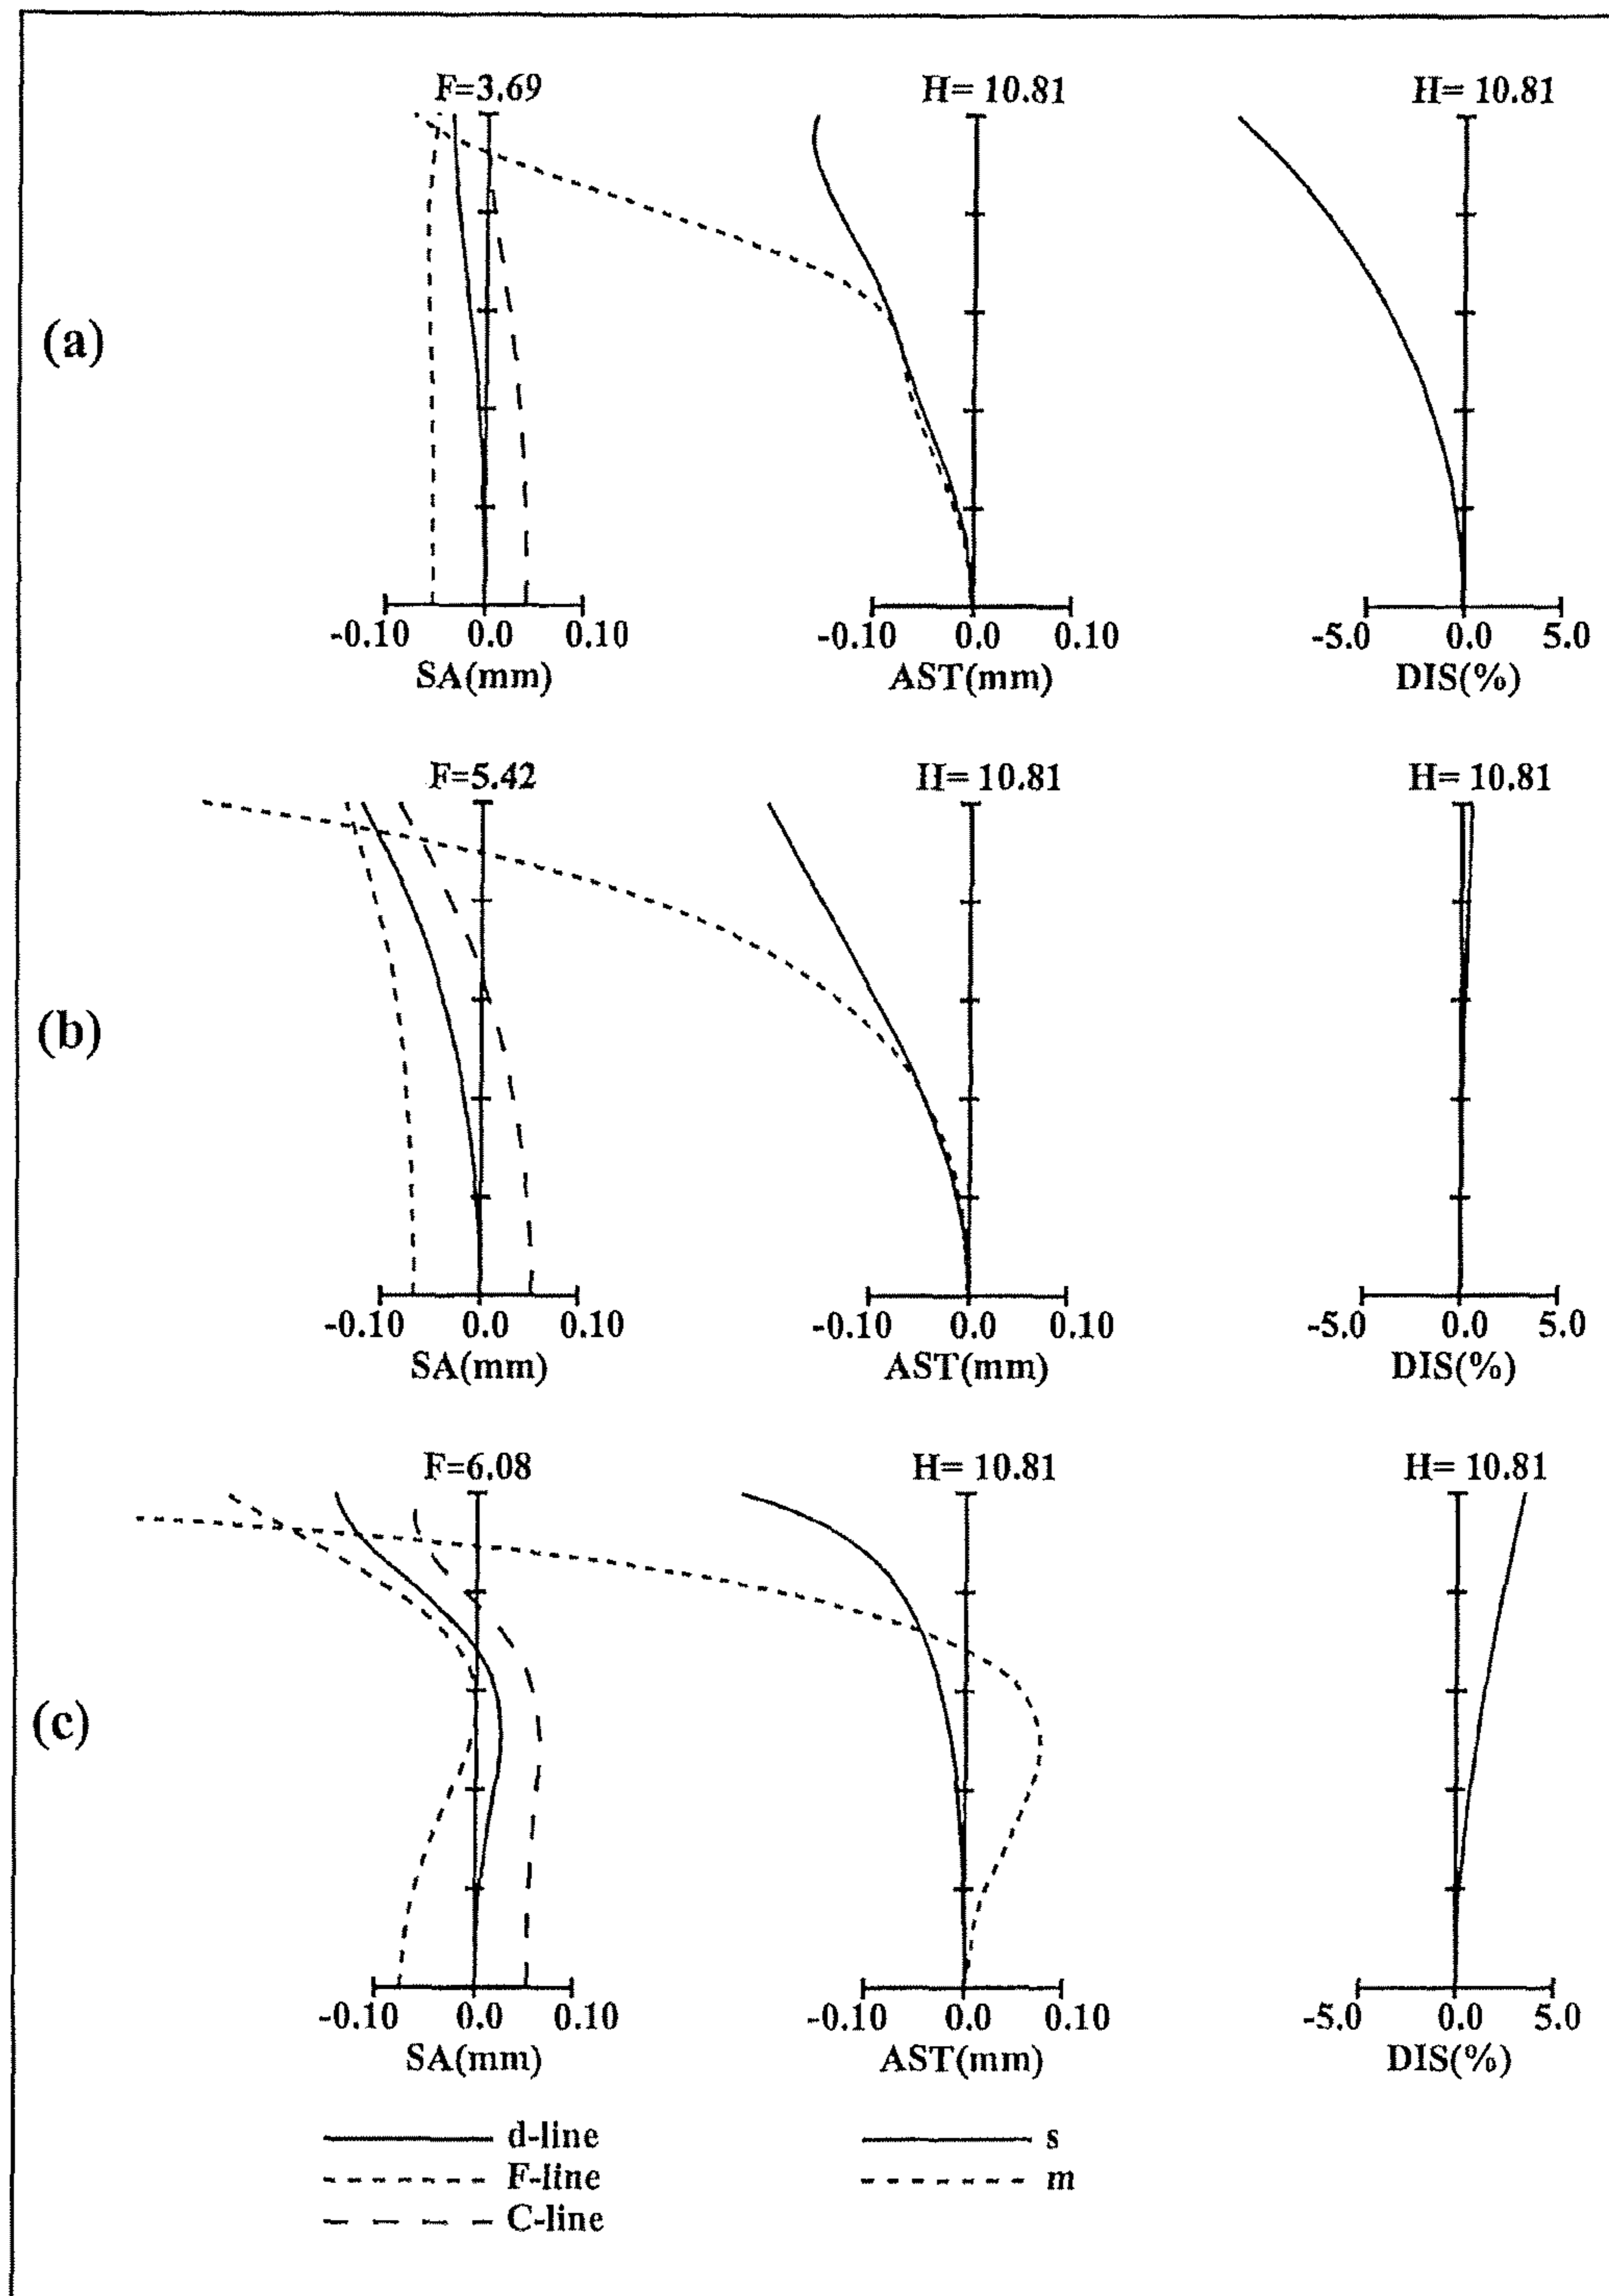 F=3.69 H= 10.81 H= 10.81
(a)
-0.10 0.0 0.10 -0.10 0.0 0.10 -5.0 0.0 5.0
SA(mm) AST(mm) DIS(%)
F=5.42 H= 10.81 H= 10.81
(b)
-0.10 0.0 0.10 -0.10 0.0 0.10 -5.0 0.0 5.0
SA(mm) AST(mm) DIS(%)
F=6.08 H= 10.81 H= 10.81
(c)
-0.10 0.0 0.10 -0.10 0.0 0.10 -5.0 0.0 5.0
SA(mm) AST(mm) DIS(%)
d-line s
F-line m
C-line